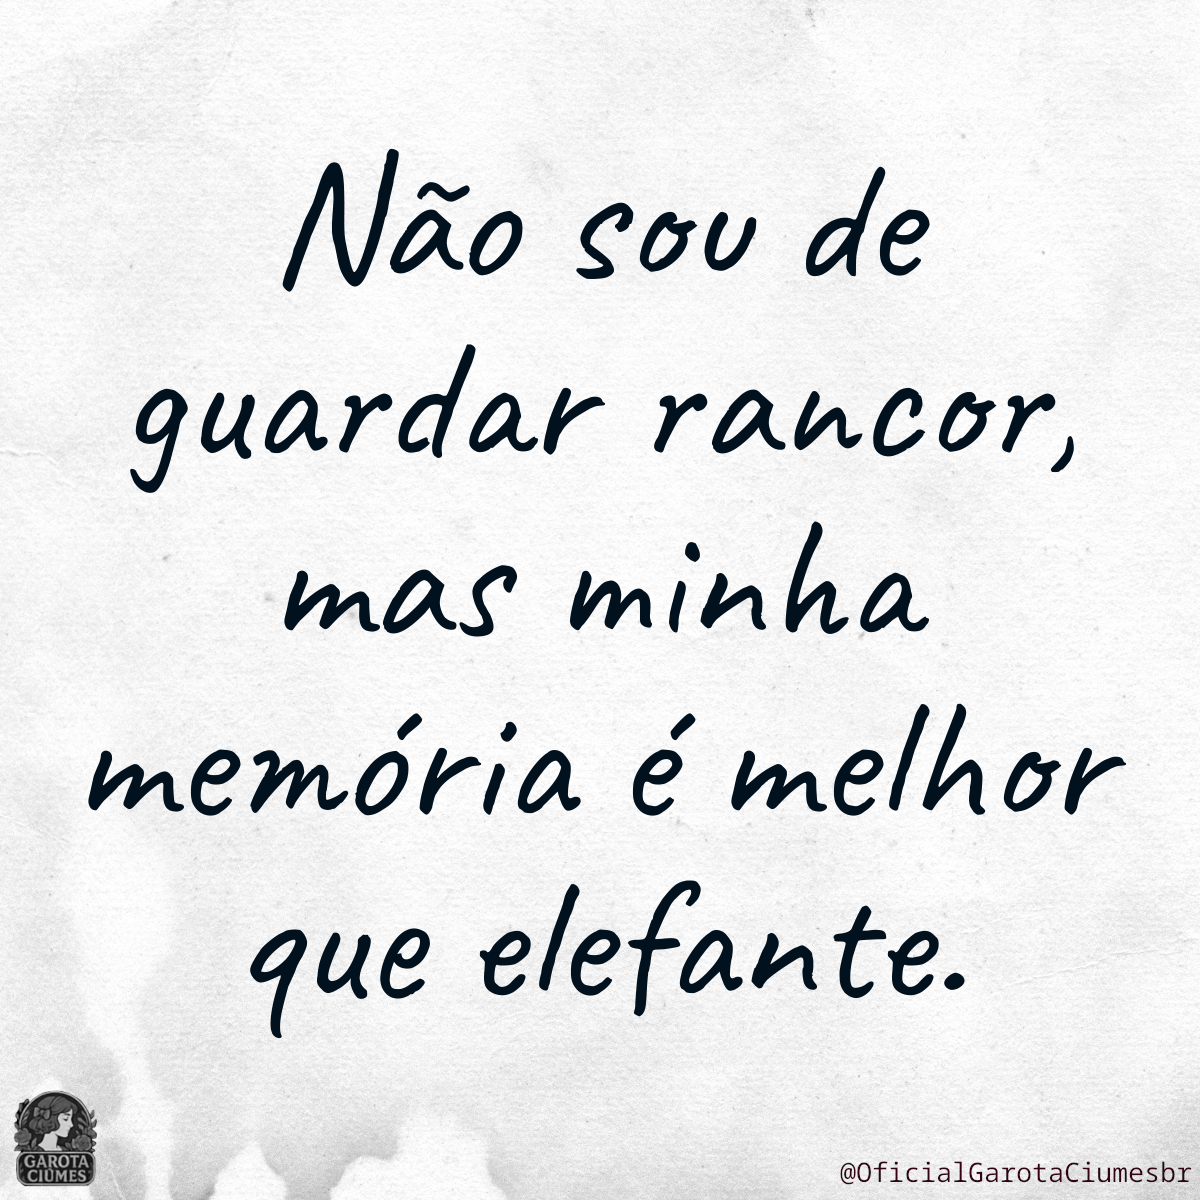 Não sou de
guardar rancor,
mas minha
memória é melhor
que elefante.
GAROTA
CIÚMES
@OficialGarotaCiumesbr